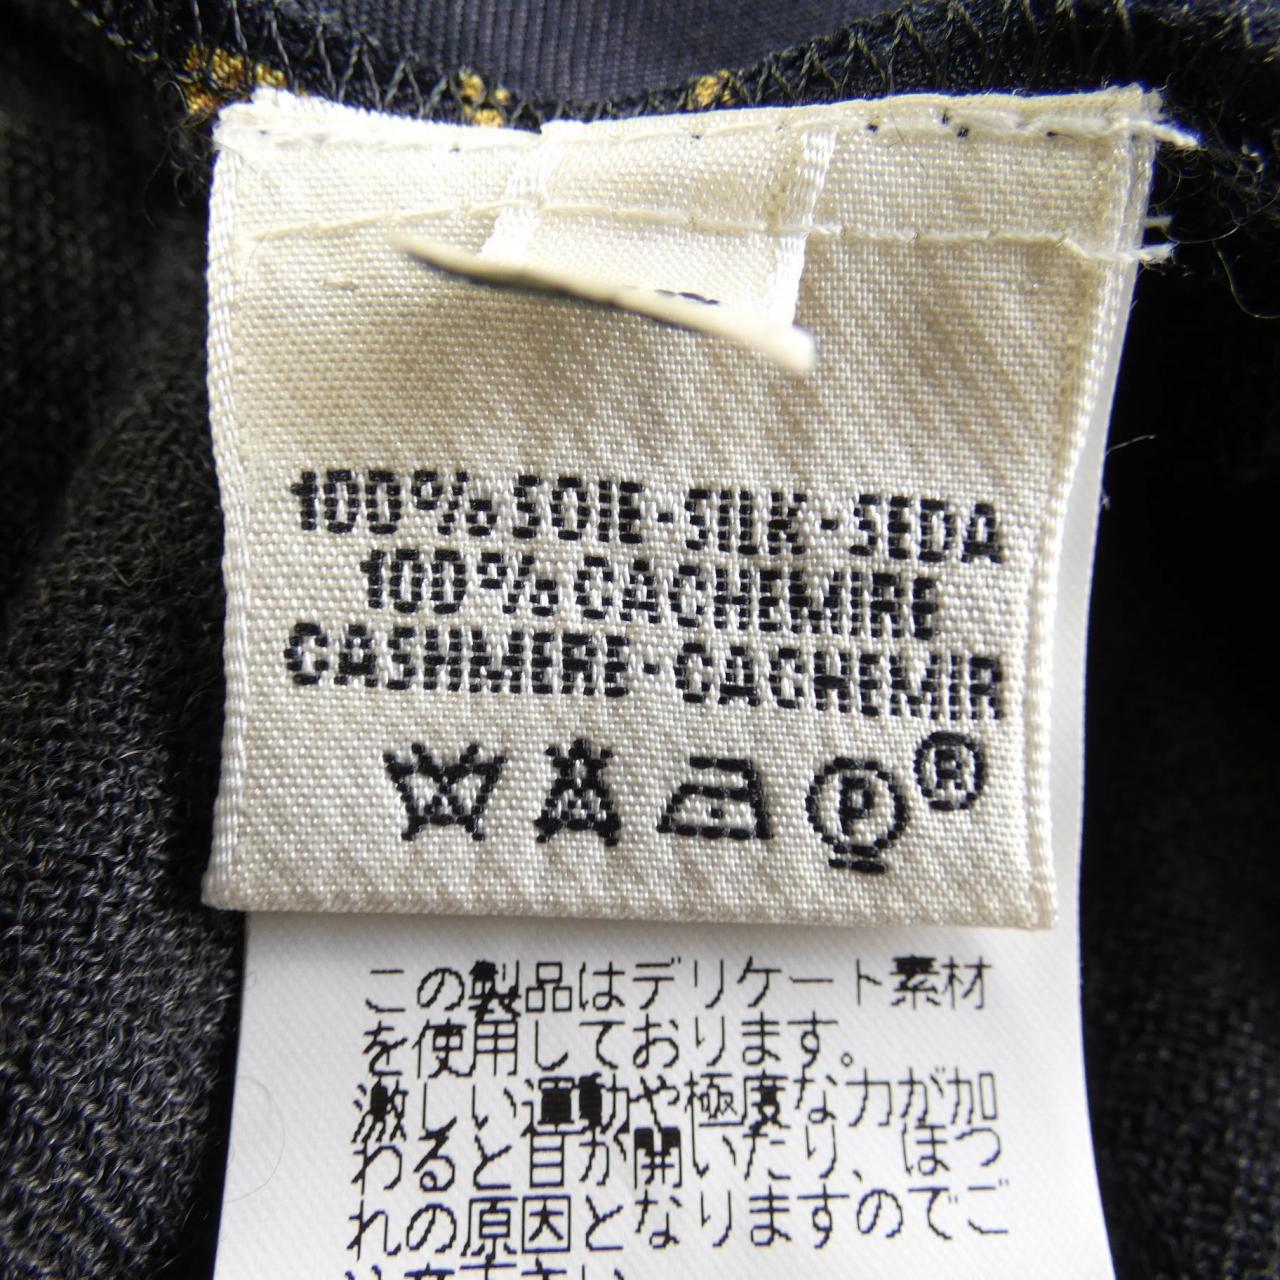 100% SOIE-SILK-SEDA
100% CACHEMIRE
CASHMERE-CACHEMIR
P ®
この製品はデリケート素材
を使用しております。
激しい運動や極度な力が加
わると目が開いたり、ほつ
れの原因となりますのでご